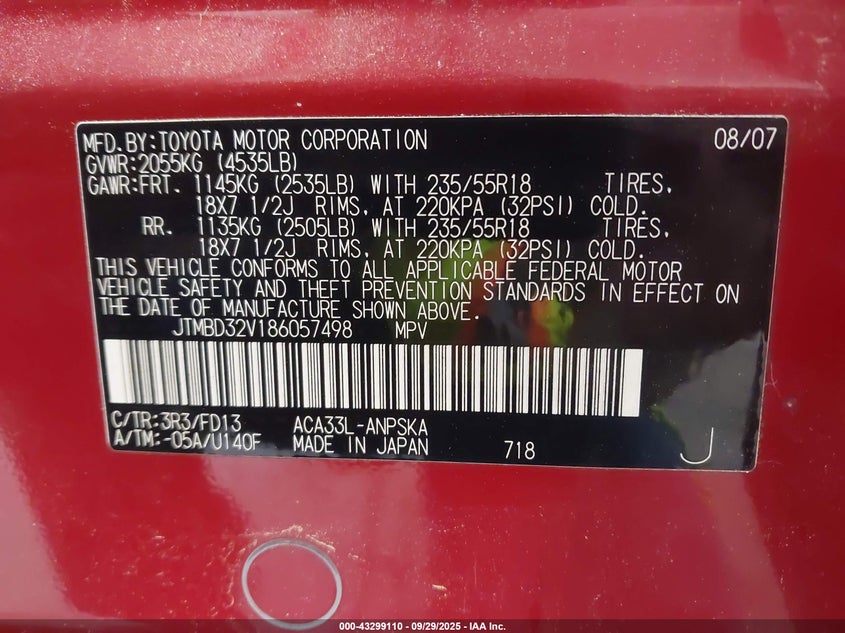 MFD.BY:TOYOTA MOTOR CORPORATION 08/07
GVWR:2055KG (4535LB)
GAWR:FRT. 1145KG (2535LB) WITH 235/55R18 TIRES,
18X7 1/2J RIMS, AT 220KPA (32PSI) COLD.
RR. 1135KG (2505LB) WITH 235/55R18 TIRES,
18X7 1/2J RIMS, AT 220KPA (32PSI) COLD.
THIS VEHICLE CONFORMS TO ALL APPLICABLE FEDERAL MOTOR
VEHICLE SAFETY AND THEFT PREVENTION STANDARDS IN EFFECT ON
THE DATE OF MANUFACTURE SHOWN ABOVE.
JTMBD32V186057498 MPV
C/TR:3R3/FD13 ACA33L-ANPSKA
A/TM:-05A/U140F MADE IN JAPAN 718 J
000-43299110 - 09/29/2025 - IAA Inc.